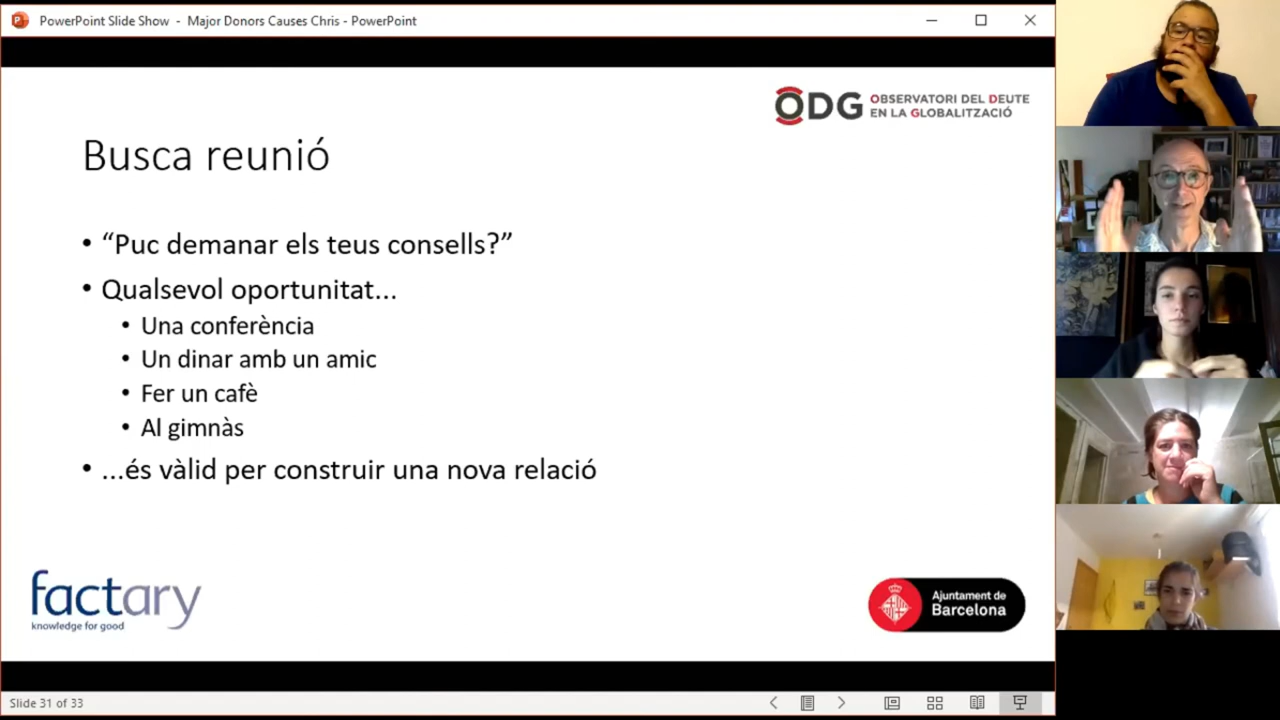 PowerPoint Slide Show - Major Donors Causes Chris - PowerPoint
ODG OBSERVATORI DEL DEUTE
EN LA GLOBALITZACIÓ
Busca reunió
• “Puc demanar els teus consells?”
• Qualsevol oportunitat...
• Una conferència
• Un dinar amb un amic
• Fer un cafè
• Al gimnàs
• ...és vàlid per construir una nova relació
factary
knowledge for good
Ajuntament de
Barcelona
Slide 31 of 33